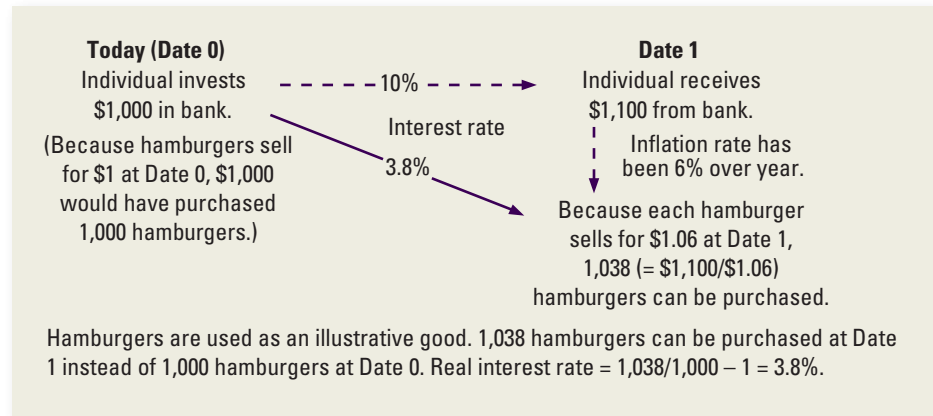 Today (Date 0)
Individual invests
$1,000 in bank.
(Because hamburgers sell
for $1 at Date 0, $1,000
would have purchased
1,000 hamburgers.)
10%
Interest rate
3.8%
Date 1
Individual receives
$1,100 from bank.
Inflation rate has
been 6% over year.
Because each hamburger
sells for $1.06 at Date 1,
1,038 (= $1,100/$1.06)
hamburgers can be purchased.
Hamburgers are used as an illustrative good. 1,038 hamburgers can be purchased at Date
1 instead of 1,000 hamburgers at Date 0. Real interest rate = 1,038/1,000 – 1 = 3.8%.